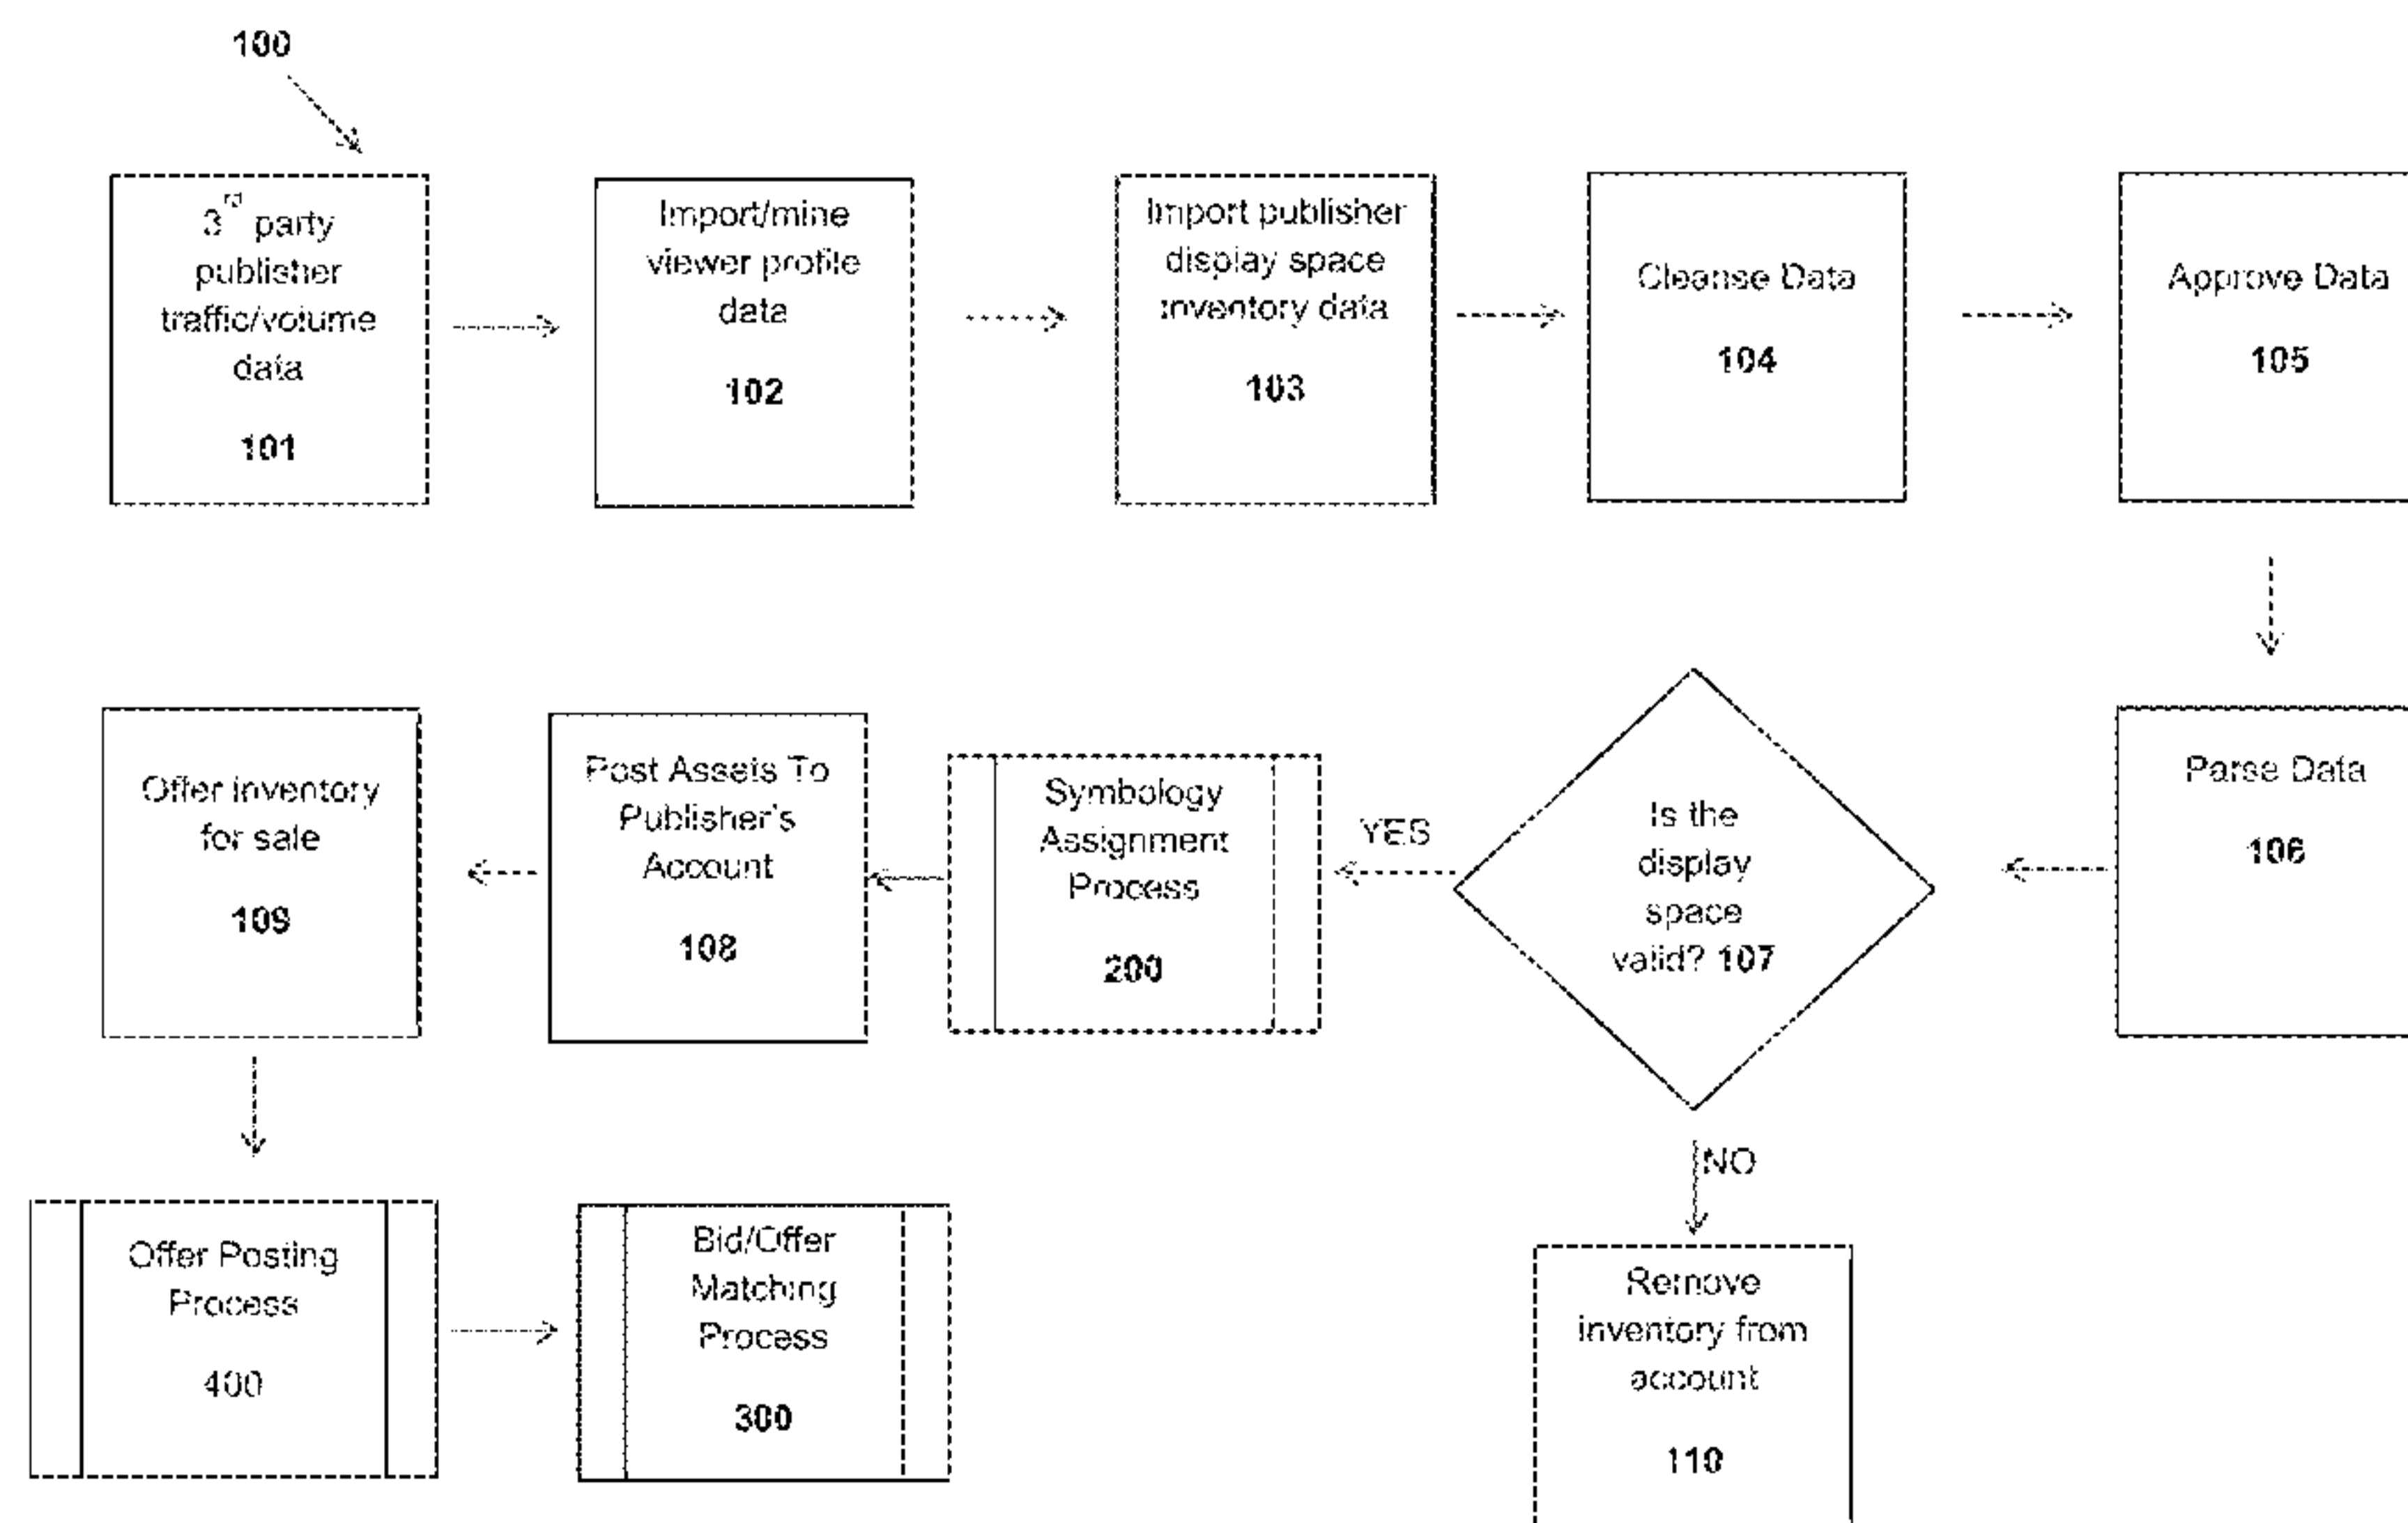 100
3rd party
publisher
traffic/volume
data
101
Import/mine
viewer profile
data
102
Import publisher
display space
inventory data
103
Cleanse Data
104
Approve Data
105
Offer inventory
for sale
109
Post Assets To
Publisher's
Account
108
Symbology
Assignment
Process
200
YES
Is the
display
space
valid? 107
Parse Data
106
NO
Offer Posting
Process
400
Bid/Offer
Matching
Process
300
Remove
inventory from
account
110